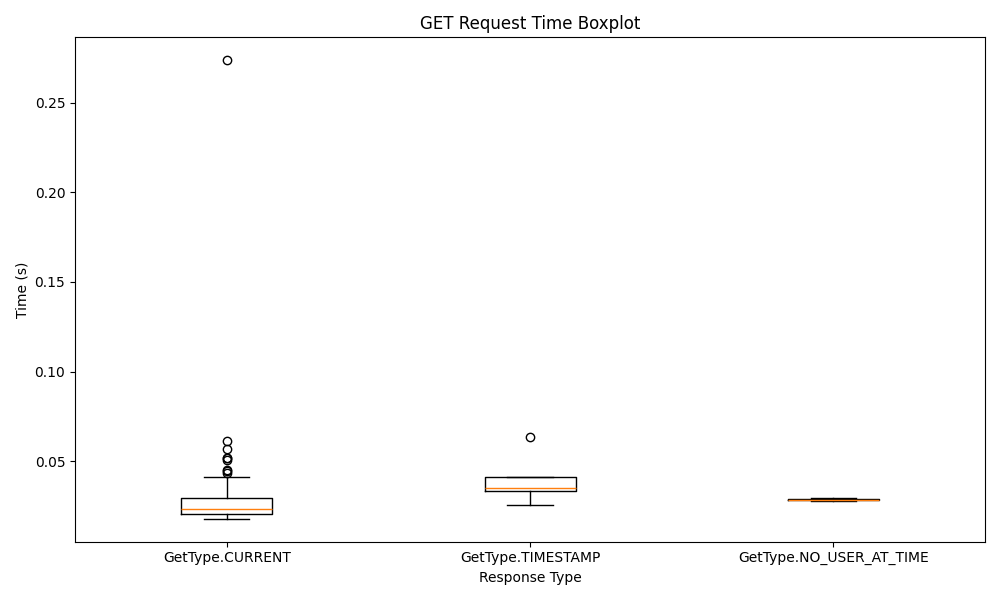 GET Request Time Boxplot
0.25
0.20
0.15
0.10
0.05
Time (s)
GetType.CURRENT
GetType.TIMESTAMP
GetType.NO_USER_AT_TIME
Response Type